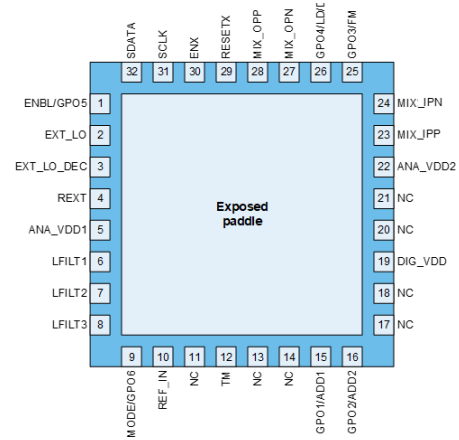 SDATA
SCLK
ENX
RESETX
MIX_OPP
MIX_OPN
GPO4/LD/
GPO3/FM
32 31 30 29 28 27 26 25
ENBL/GPO5 1
EXT_LO 2
EXT_LO_DEC 3
REXT 4
ANA_VDD1 5
LFILT1 6
LFILT2 7
LFILT3 8
Exposed
paddle
24 MIX_IPN
23 MIX_IPP
22 ANA_VDD2
21 NC
20 NC
19 DIG_VDD
18 NC
17 NC
9 10 11 12 13 14 15 16
MODE/GPO6
REF_IN
NC
TM
NC
NC
GPO1/ADD1
GPO2/ADD2